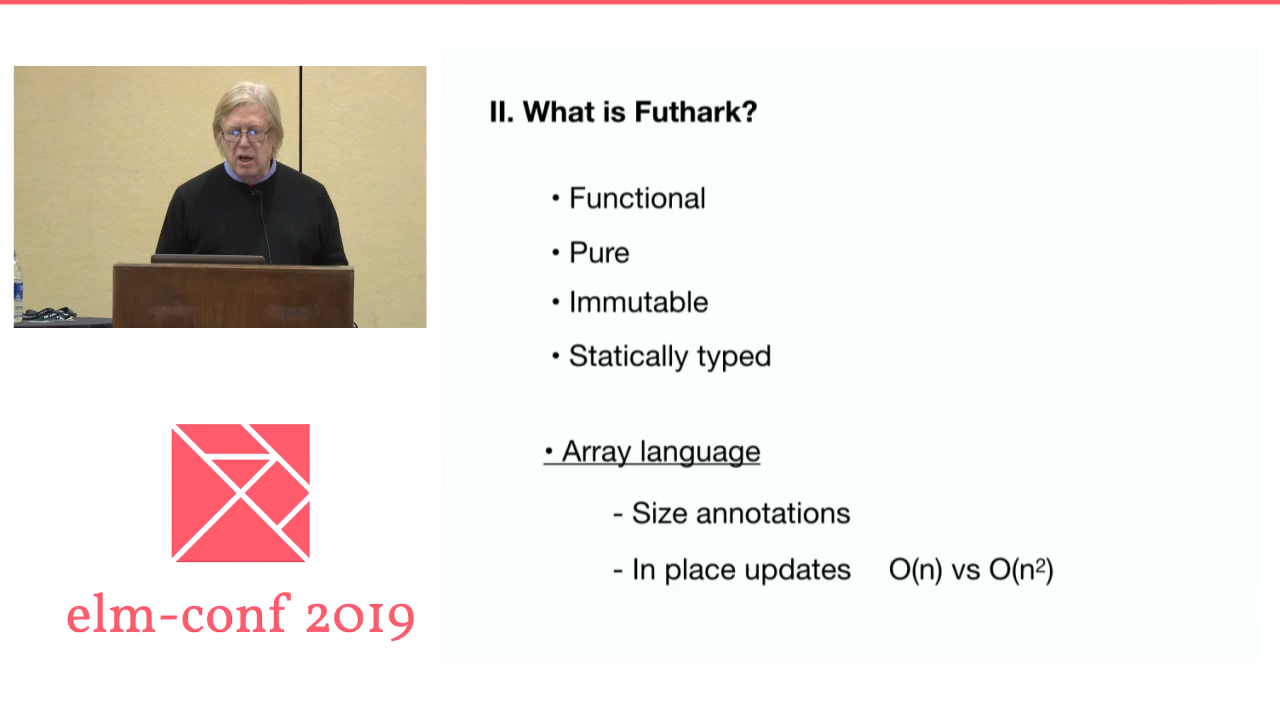 II. What is Futhark?
• Functional
• Pure
• Immutable
• Statically typed
• Array language
- Size annotations
- In place updates O(n) vs O(n²)
elm-conf 2019